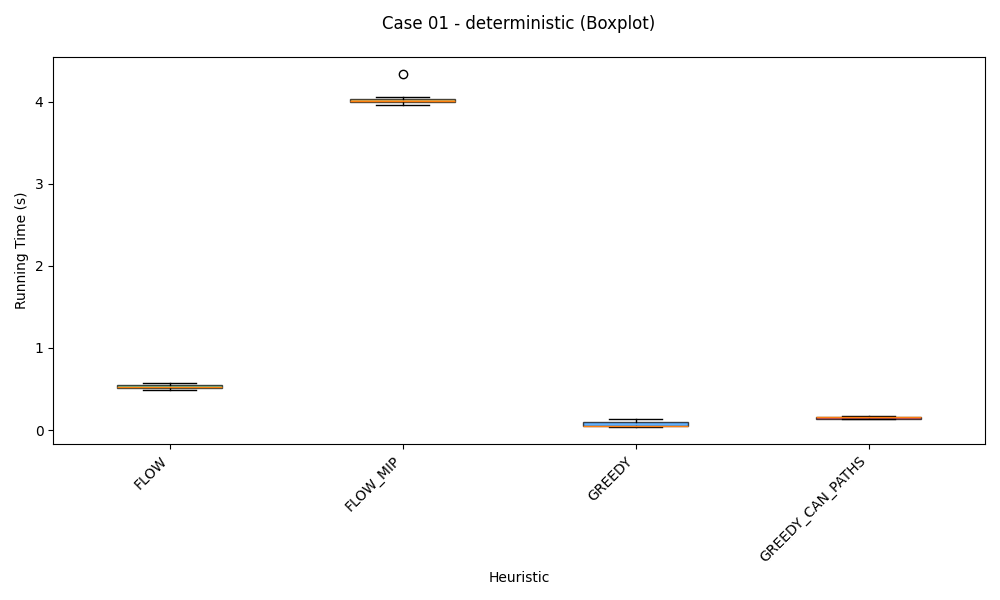 Case 01 - deterministic (Boxplot)
4
3
2
1
0
Running Time (s)
FLOW
FLOW_MIP
GREEDY
GREEDY_CAN_PATHS
Heuristic